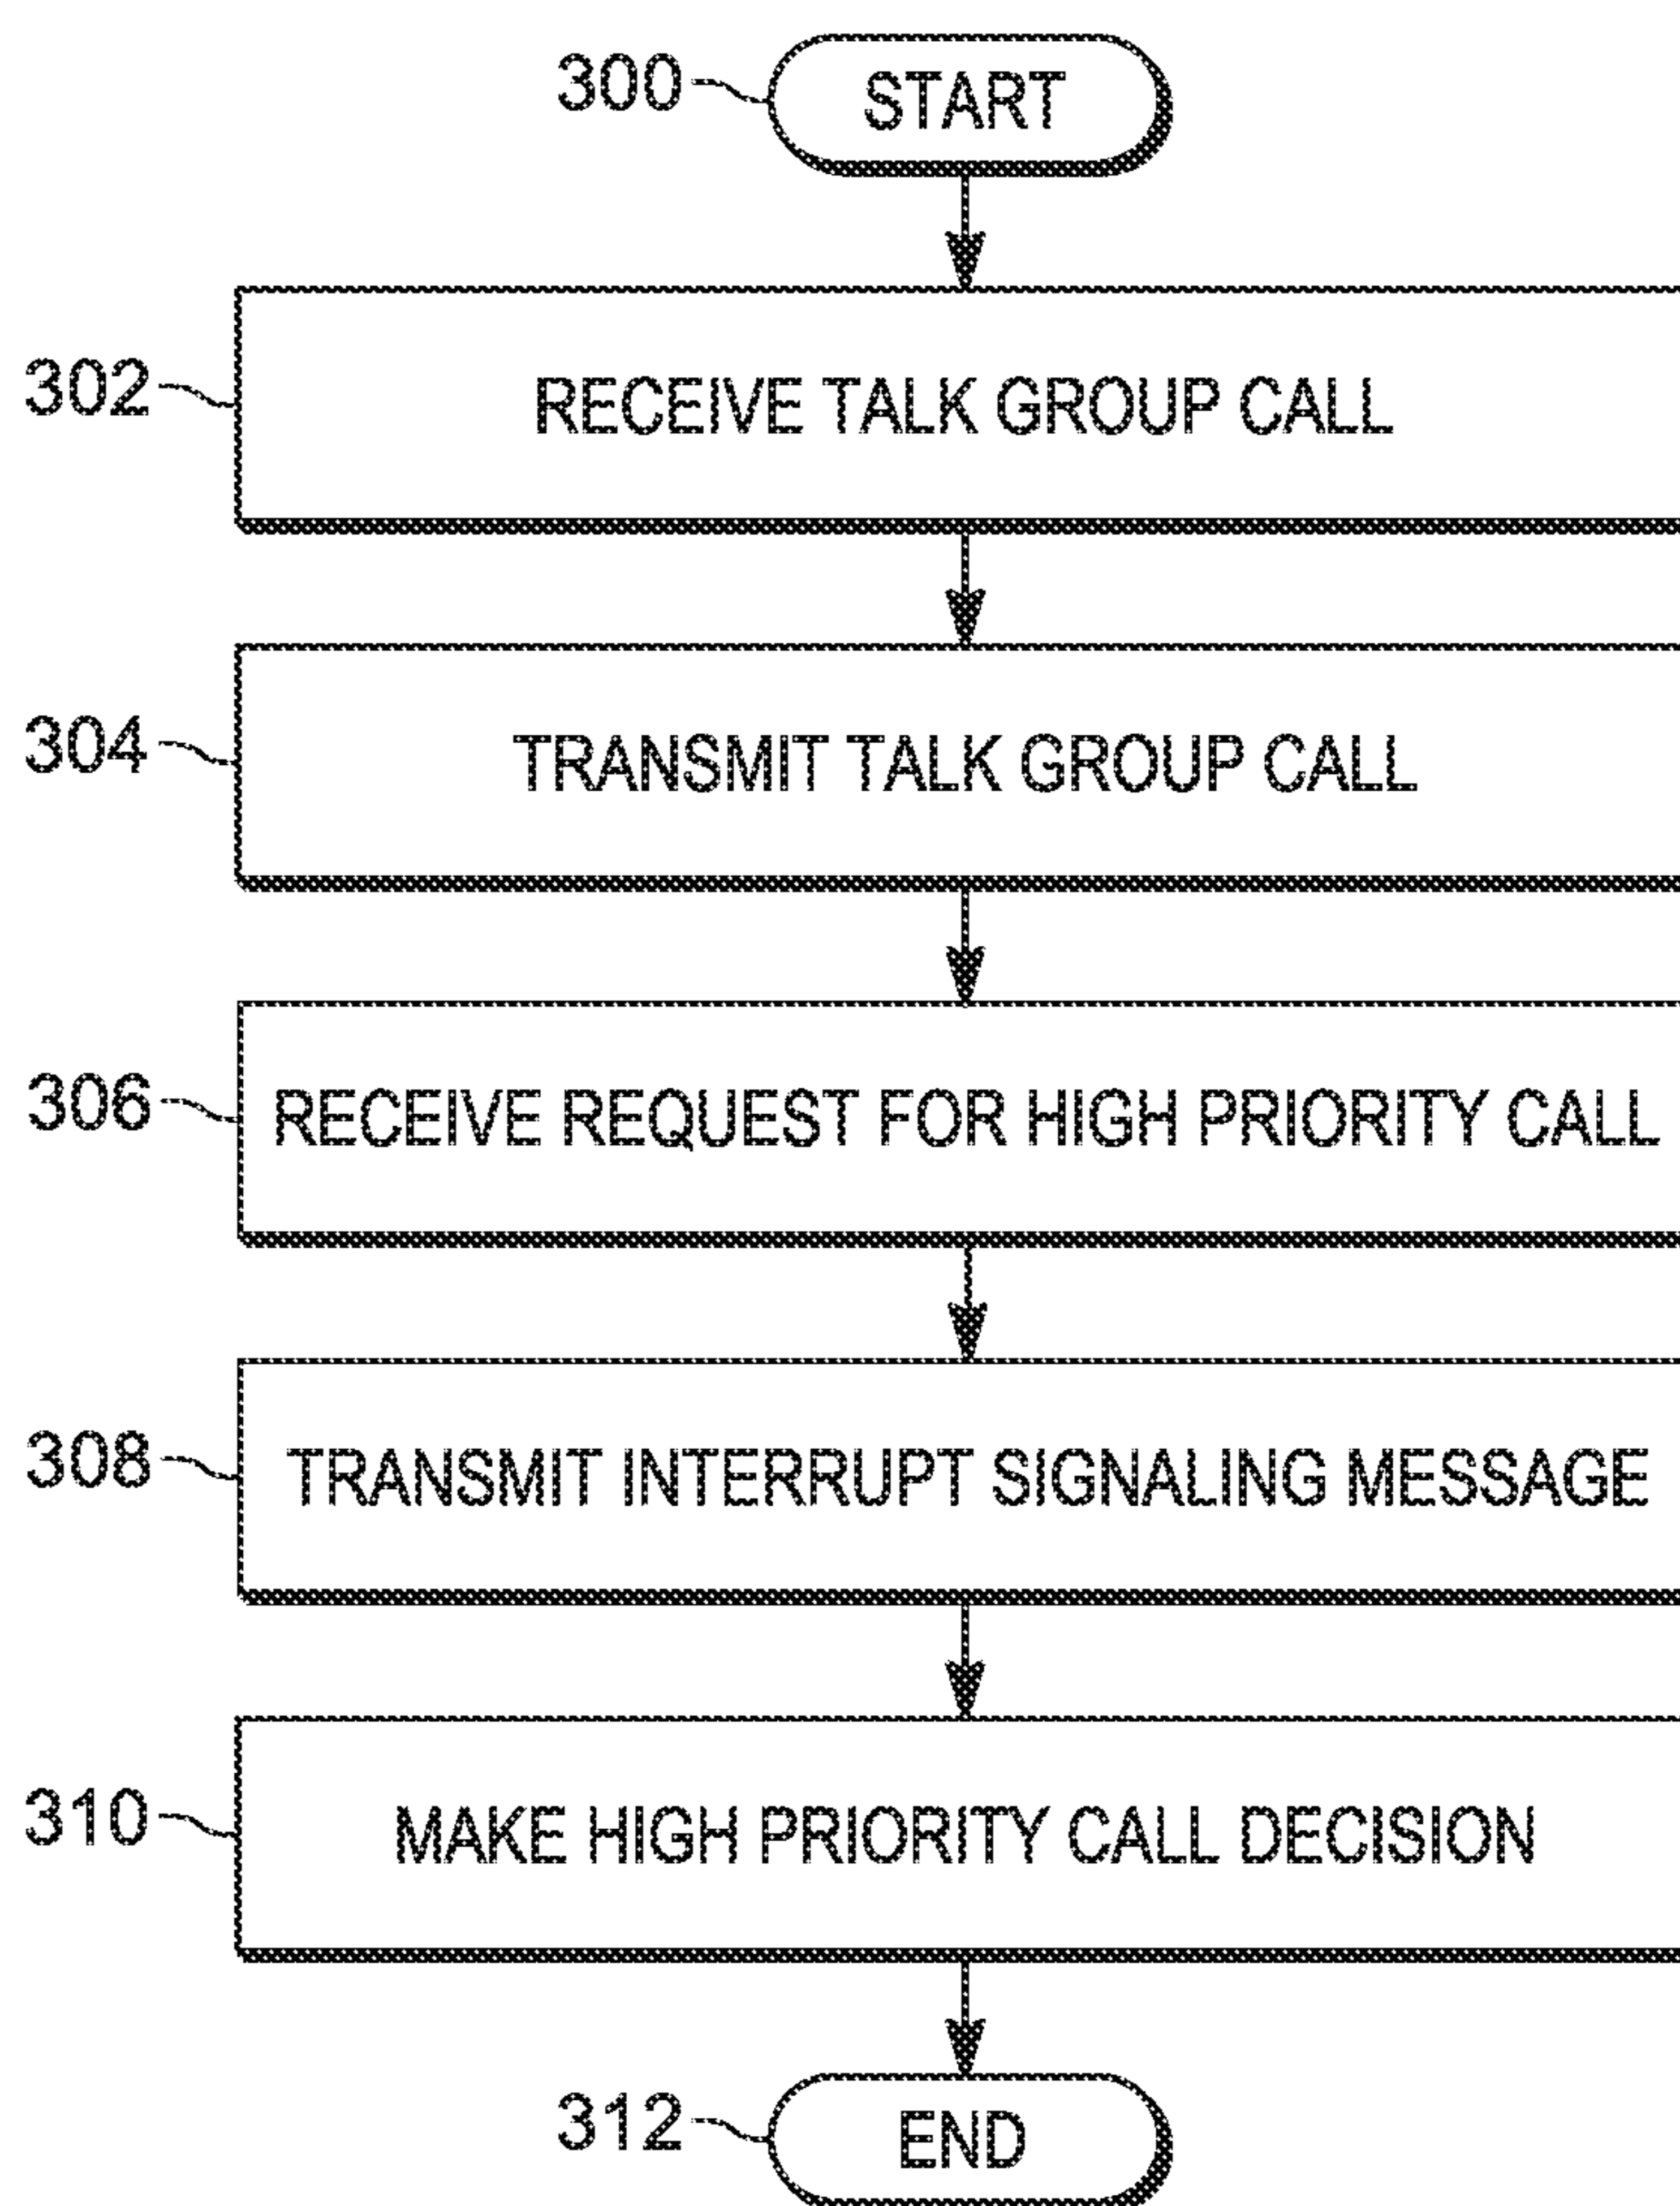 300 START
302 RECEIVE TALK GROUP CALL
304 TRANSMIT TALK GROUP CALL
306 RECEIVE REQUEST FOR HIGH PRIORITY CALL
308 TRANSMIT INTERRUPT SIGNALING MESSAGE
310 MAKE HIGH PRIORITY CALL DECISION
312 END